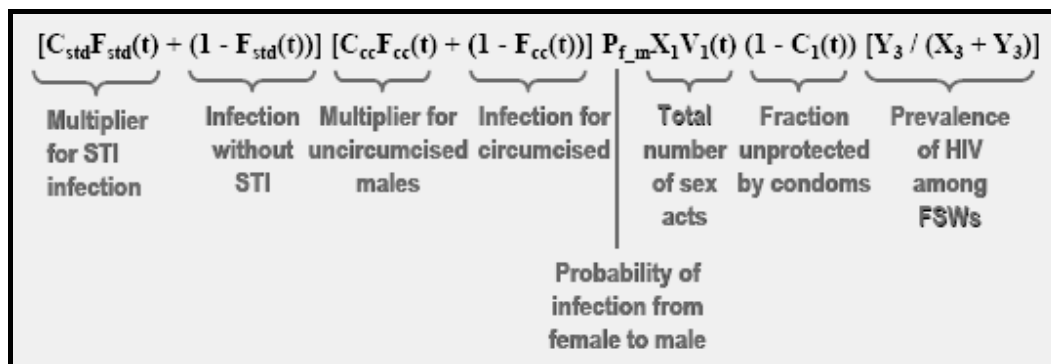 [C_std F_std(t) + (1 - F_std(t))] [C_cc F_cc(t) + (1 - F_cc(t))] P_f_m X_1 V_1(t) (1 - C_1(t)) [Y_3 / (X_3 + Y_3)]
Multiplier
for STI
infection
Infection
without
STI
Multiplier for
uncircumcised
males
Infection for
circumcised
Total
number
of sex
acts
Fraction
unprotected
by condoms
Prevalence
of HIV
among
FSWs
Probability of
infection from
female to male